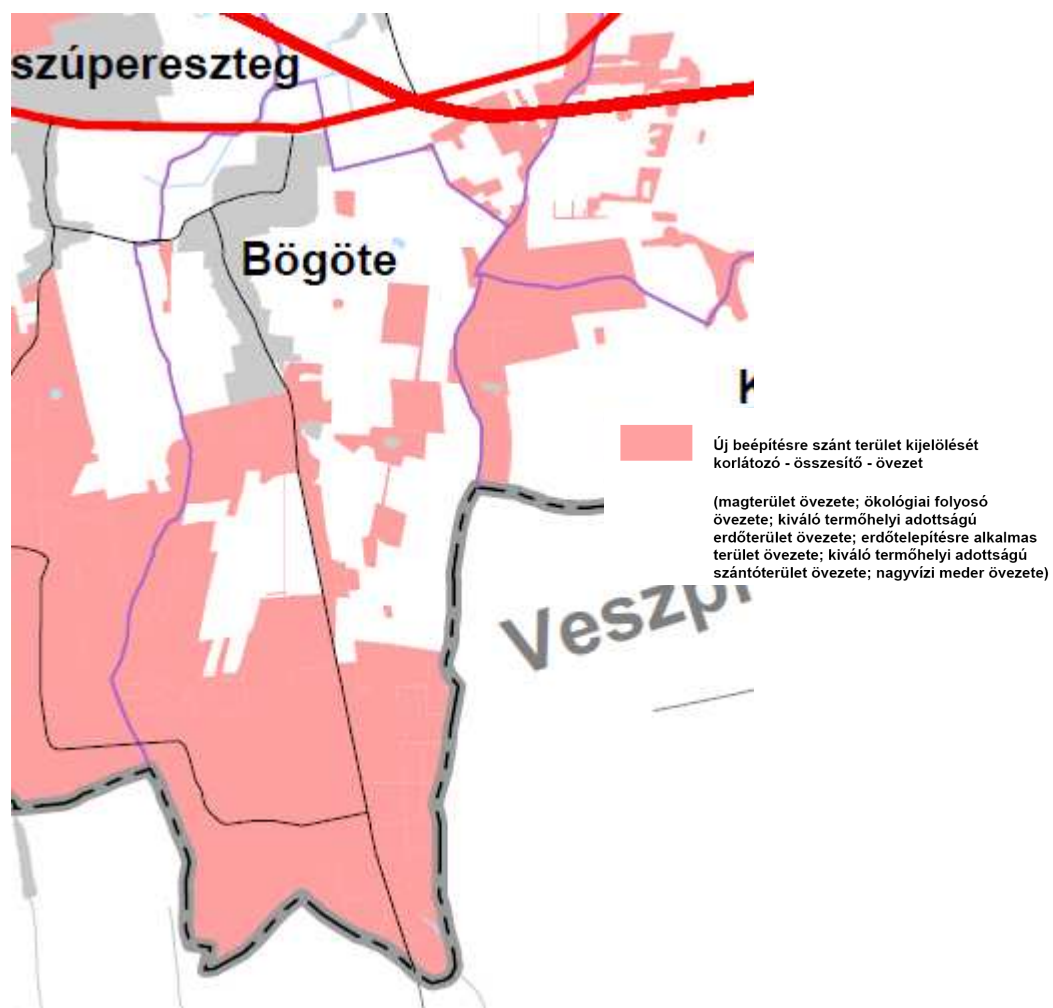 szúpereszteg
Bögöte
K
Új beépítésre szánt terület kijelölését
korlátozó - összesítő - övezet
(magterület övezete; ökológiai folyosó
övezete; kiváló termőhelyi adottságú
erdőterület övezete; erdőtelepítésre alkalmas
terület övezete; kiváló termőhelyi adottságú
szántóterület övezete; nagyvízi meder övezete)
Veszpr